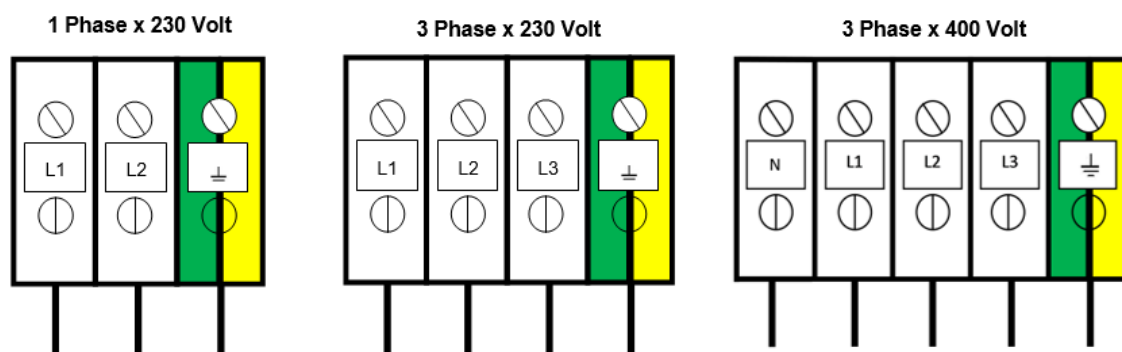 1 Phase x 230 Volt
3 Phase x 230 Volt
3 Phase x 400 Volt
L1 L2
L1 L2 L3
N L1 L2 L3